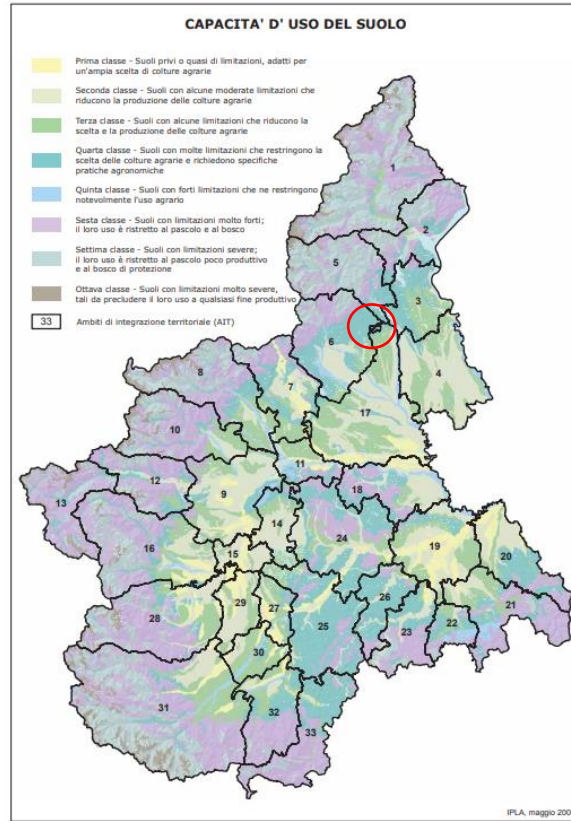 CAPACITA' D' USO DEL SUOLO
Prima classe - Suoli privi o quasi di limitazioni, adatti per
un'ampia scelta di colture agrarie
Seconda classe - Suoli con alcune moderate limitazioni che
riducono la produzione delle colture agrarie
Terza classe - Suoli con alcune limitazioni che riducono la
scelta e la produzione delle colture agrarie
Quarta classe - Suoli con molte limitazioni che restringono la
scelta delle colture agrarie e richiedono specifiche
pratiche agronomiche
Quinta classe - Suoli con forti limitazioni che ne restringono
notevolmente l'uso agrario
Sesta classe - Suoli con limitazioni molto forti;
il loro uso è ristretto al pascolo e al bosco
Settima classe - Suoli con limitazioni severe;
il loro uso è ristretto al pascolo poco produttivo
e al bosco di protezione
Ottava classe - Suoli con limitazioni molto severe,
tali da precludere il loro uso a qualsiasi fine produttivo
33 Ambiti di integrazione territoriale (AIT)
1
2
5
3
6
4
8
7
17
10
11
12
18
13
9
14
24
16
15
19
20
29
27
26
28
25
21
23
22
30
31
32
33
IPLA, maggio 200